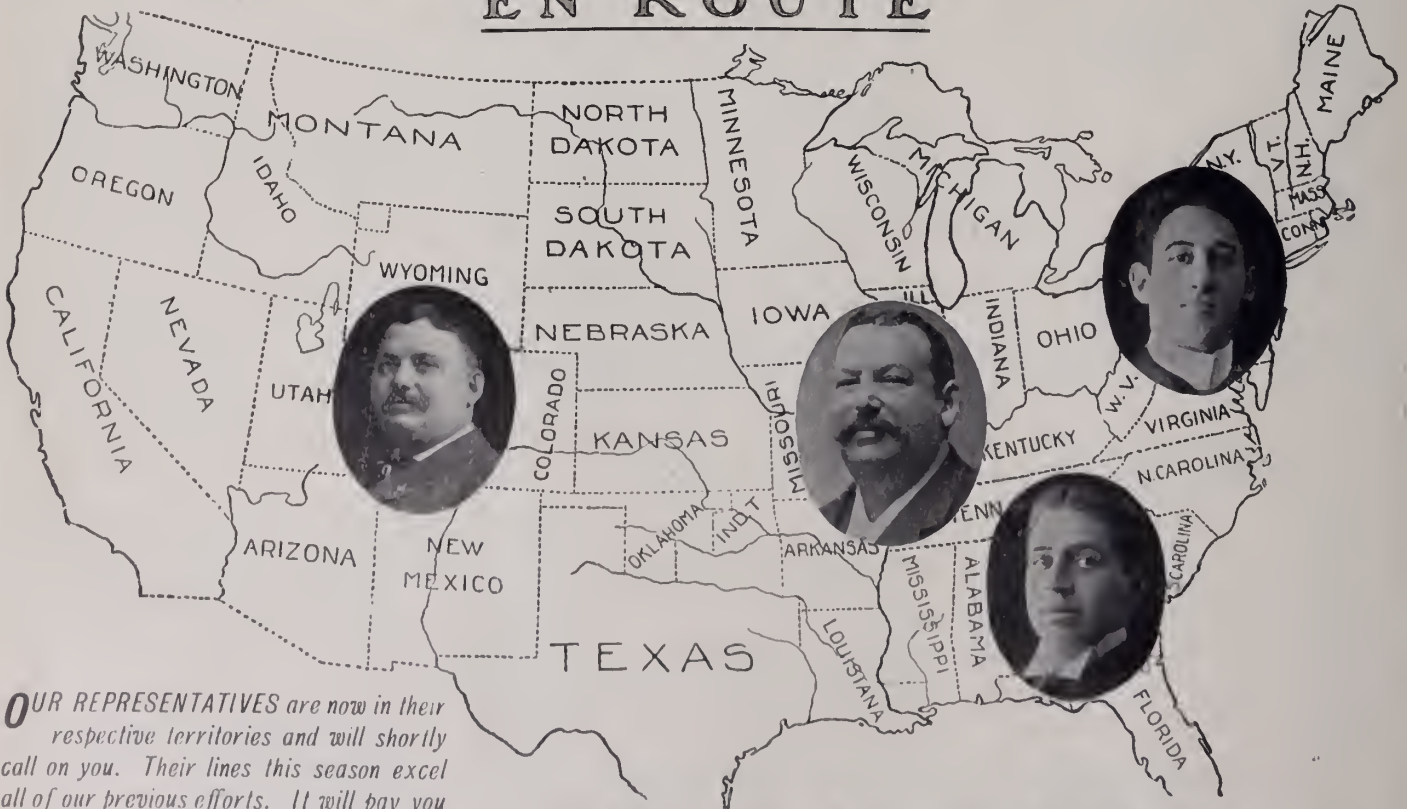 EN ROUTE
WASHINGTON
MONTANA
NORTH
DAKOTA
MINNESOTA
MAINE
OREGON
IDAHO
WISCONSIN
MICHIGAN
N.Y.
VT.
N.H.
MASS
CONN
SOUTH
DAKOTA
WYOMING
CALIFORNIA
NEVADA
UTAH
COLORADO
NEBRASKA
IOWA
ILL
INDIANA
OHIO
W.V.
VIRGINIA
KANSAS
MISSOURI
KENTUCKY
N.CAROLINA
ARIZONA
NEW
MEXICO
OKLAHOMA
IND.T
ARKANSAS
TENN
S CAROLINA
TEXAS
LOUISTANA
MISSISSIPPI
ALABAMA
FLORIDA
OUR REPRESENTATIVES are now in their
respective territories and will shortly
call on you. Their lines this season excel
all of our previous efforts. It will pay you